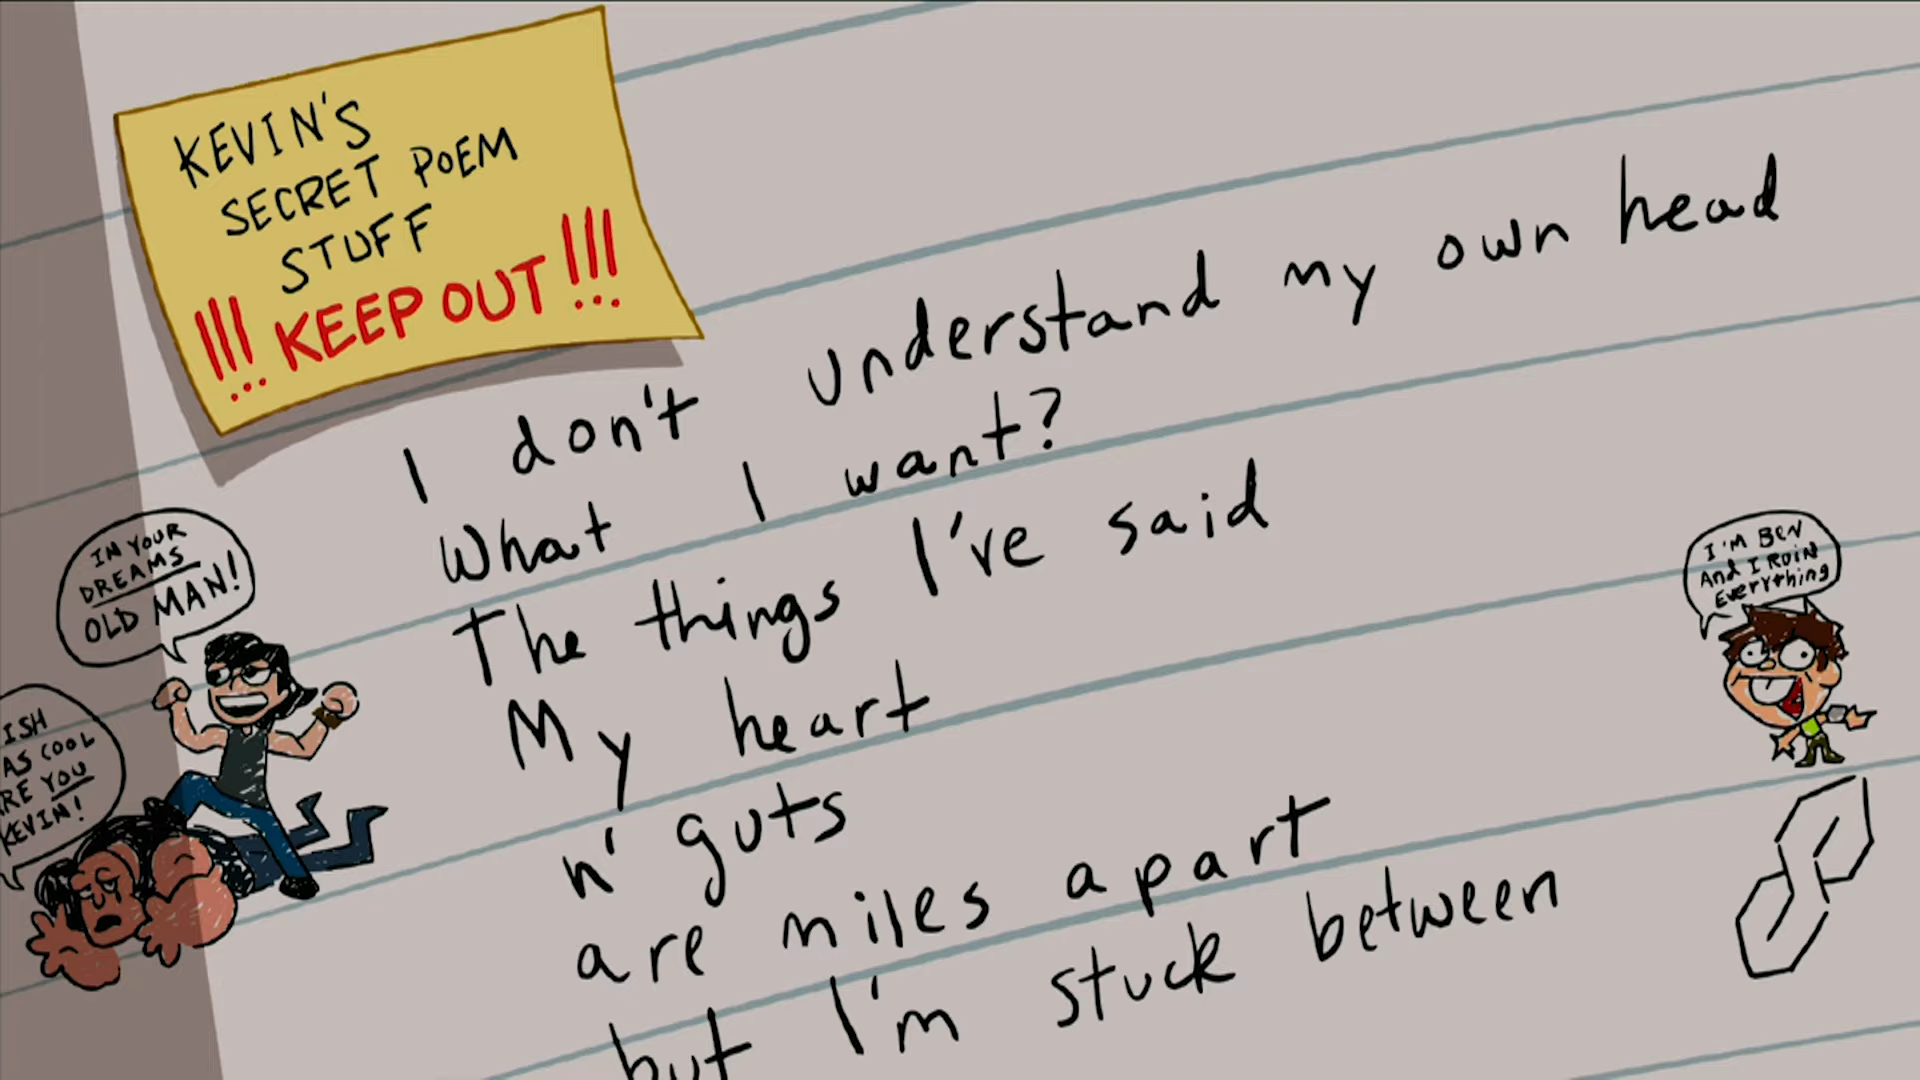 KEVIN'S
SECRET POEM
STUFF
!!! KEEP OUT!!!
I don't understand my own head
What I want?
The things I've said
My heart
n' guts
are miles apart
but I'm stuck between
IN YOUR
DREAMS
OLD MAN!
ISH
AS COOL
RE YOU
KEVIN!
I'M BEN
And I RUIN
Everything